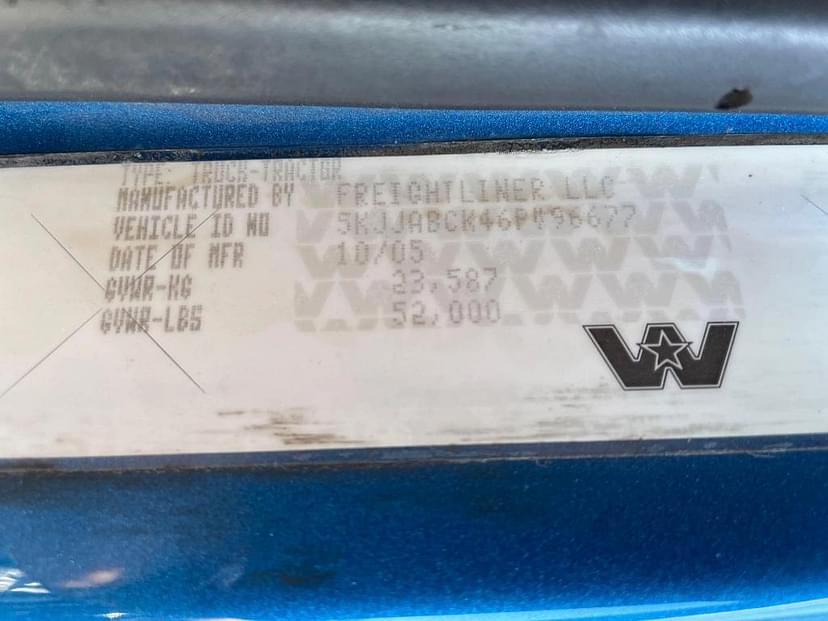 TYPE: TRUCK-TRACTOR
MANUFACTURED BY FREIGHTLINER LLC
VEHICLE ID NO 5KJJABCK46PV96677
DATE OF MFR 10/05
GVWR-KG 23,587
GVWR-LBS 52,000